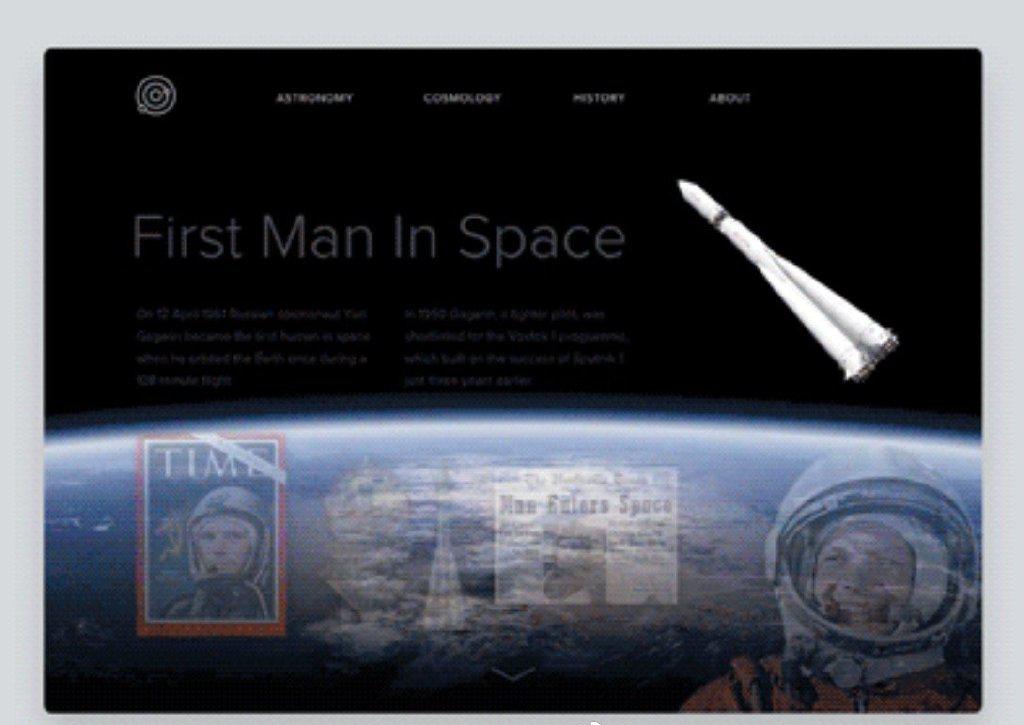 ASTRONOMY COSMOLOGY HISTORY ABOUT
First Man In Space
On 12 April 1961 Russian cosmonaut Yuri
Gagarin became the first human in space
when he orbited the Earth once during a
108 minute flight
In 1950 Gagarin, a fighter pilot, was
shortlisted for the Vostok 1 programme,
which built on the success of Sputnik 1
just three years earlier.
TIME
Man Enters Space